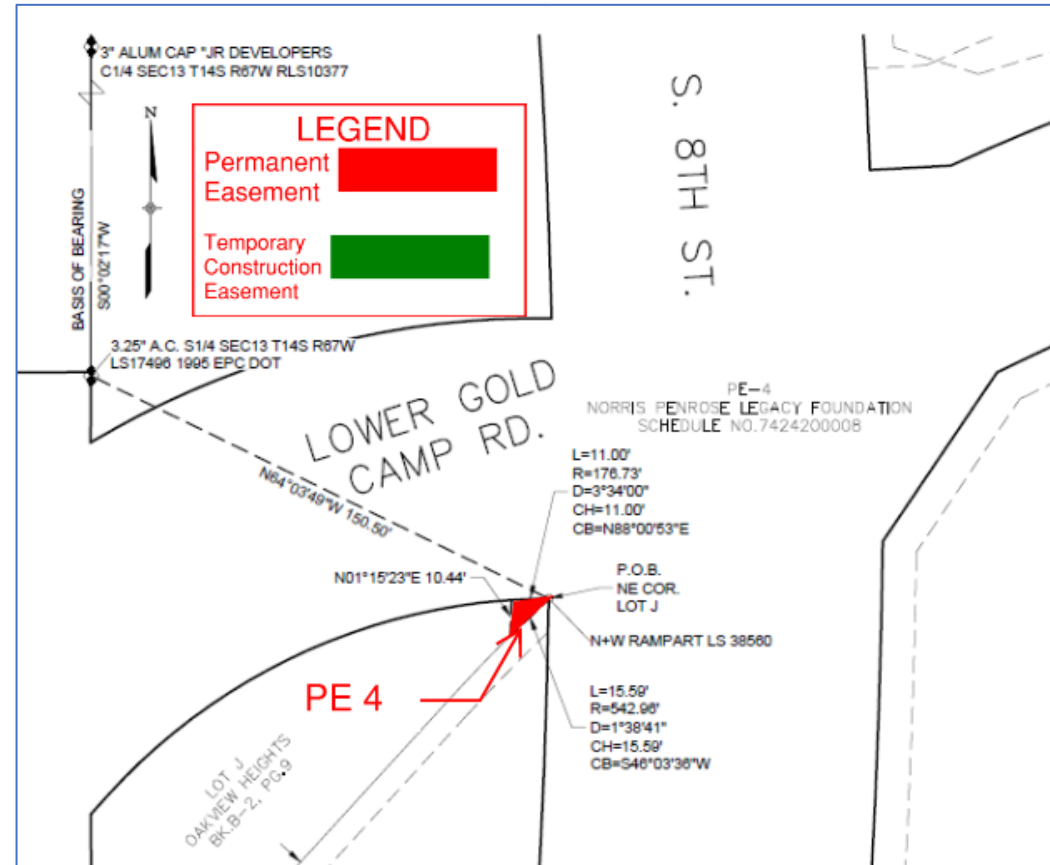 3" ALUM CAP "JR DEVELOPERS
C1/4 SEC13 T14S R67W RLS10377
N
LEGEND
Permanent
Easement
Temporary
Construction
Easement
BASIS OF BEARING
S00°02'17"W
S. 8TH ST.
3.25" A.C. S1/4 SEC13 T14S R67W
LS17496 1995 EPC DOT
LOWER GOLD
CAMP RD.
PE-4
NORRIS PENROSE LEGACY FOUNDATION
SCHEDULE NO.7424200008
N64°03'49"W 150.50'
L=11.00'
R=176.73'
D=3°34'00"
CH=11.00'
CB=N88°00'53"E
N01°15'23"E 10.44'
P.O.B.
NE COR.
LOT J
N+W RAMPART LS 38560
PE 4
L=15.59'
R=542.96'
D=1°38'41"
CH=15.59'
CB=S46°03'36"W
LOT J
OAKVIEW HEIGHTS
BK.B-2, PG.9